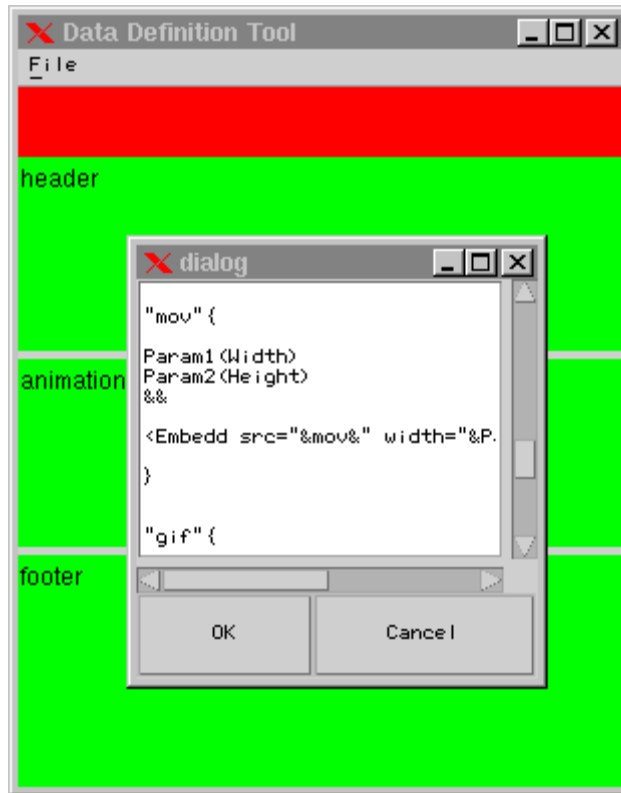 Data Definition Tool
File
header
animation
footer
dialog
"mov"{
Param1(Width)
Param2(Height)
&&
<Embedd src="&mov&" width="&P.
}
"gif"{
OK Cancel